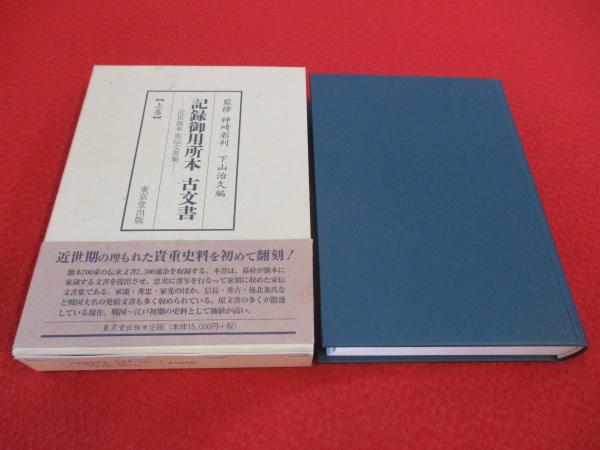 監修 神崎彰利 下山治久編
記録御用所本 古文書
―近世旗本家伝文書集―
【上巻】
東京堂出版
近世期の埋もれた貴重史料を初めて翻刻！
旗本700家の伝来文書2,500通余を収録する。本書は、幕府が旗本に
家蔵する文書を提出させ、忠実に書写を行なって家別に収めた家伝
文書集である。家康・秀忠・家光のほか、信長・秀吉・後北条氏な
ど戦国大名の発給文書も多く収められている。原文書の多くが散逸
している現在、戦国～江戸初期の史料として価値が高い。
東京堂出版●定価（本体15,000円+税）